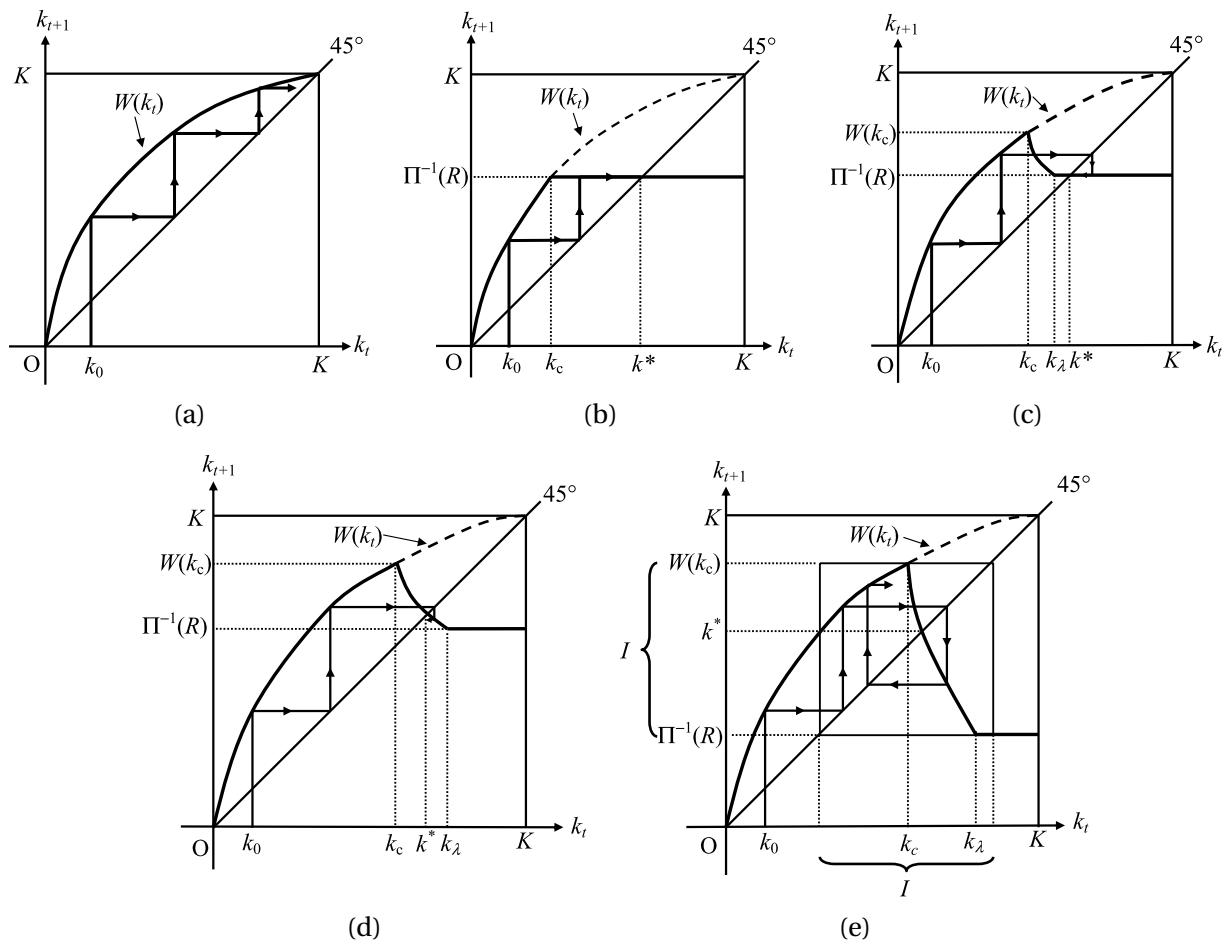 k_{t+1}
45°
K
W(k_t)
O
k_0
K
k_t
(a)
k_{t+1}
45°
K
W(k_t)
Π^{-1}(R)
O
k_0
k_c
k*
K
k_t
(b)
k_{t+1}
45°
K
W(k_t)
W(k_c)
Π^{-1}(R)
O
k_0
k_c
k_λ
k*
K
k_t
(c)
k_{t+1}
45°
K
W(k_t)
W(k_c)
Π^{-1}(R)
O
k_0
k_c
k*
k_λ
K
k_t
(d)
k_{t+1}
45°
K
W(k_t)
W(k_c)
k*
I
Π^{-1}(R)
O
k_0
k_c
k_λ
K
k_t
I
(e)